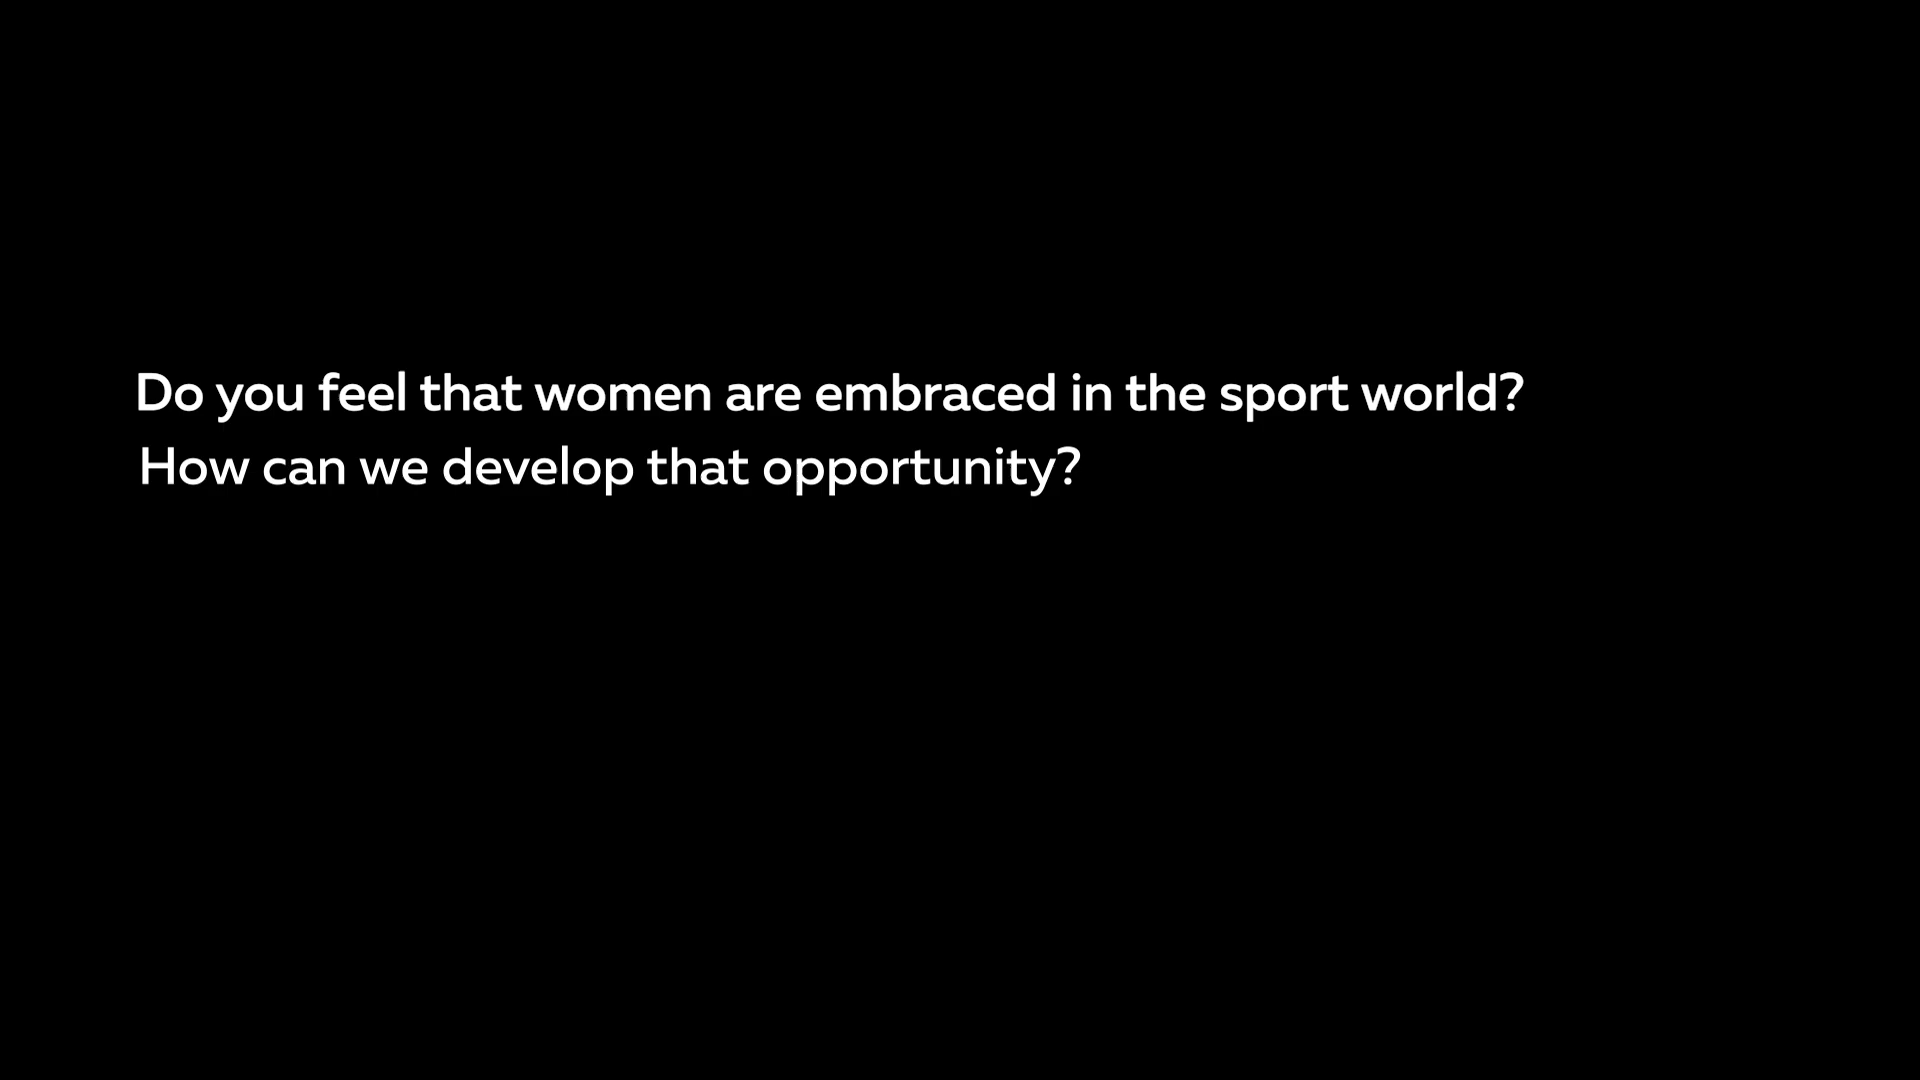 Do you feel that women are embraced in the sport world?
How can we develop that opportunity?